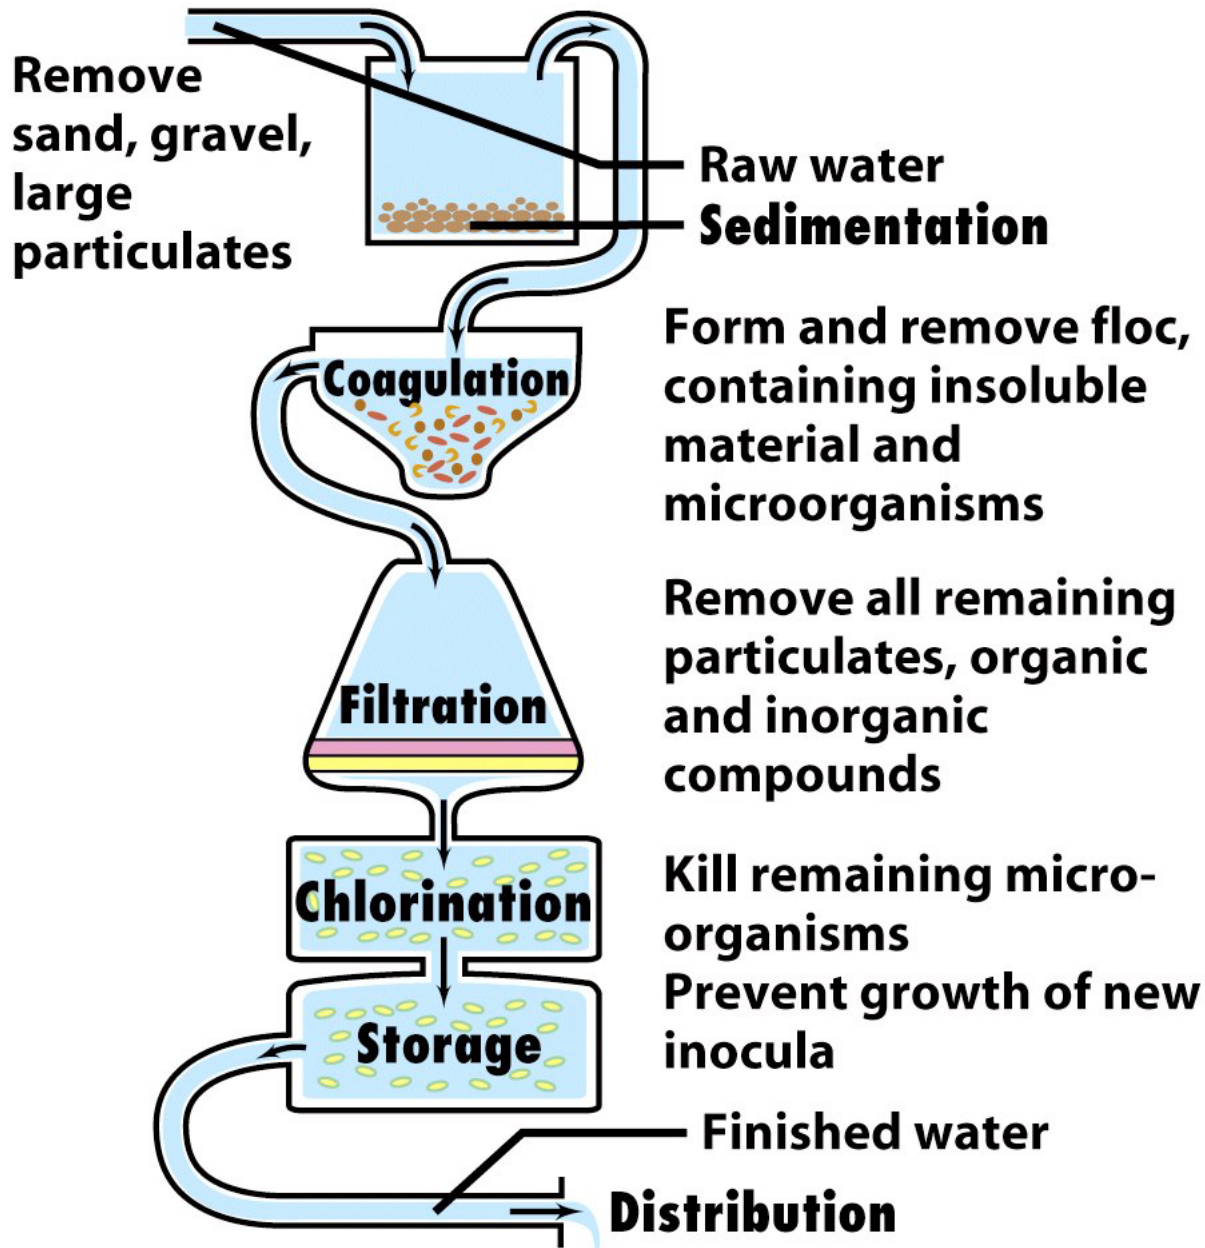 Remove
sand, gravel,
large
particulates
Raw water
Sedimentation
Coagulation
Form and remove floc,
containing insoluble
material and
microorganisms
Filtration
Remove all remaining
particulates, organic
and inorganic
compounds
Chlorination
Kill remaining micro-
organisms
Prevent growth of new
inocula
Storage
Finished water
Distribution